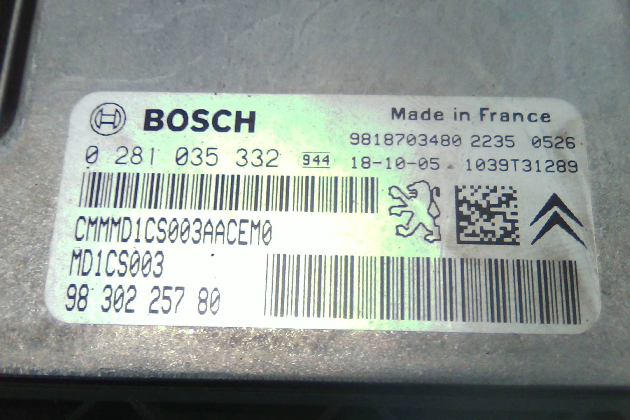 BOSCH
Made in France
9818703480 2235 0526
0 281 035 332 944 18-10-05 1039T31289
CMMMD1CS003AACEM0
MD1CS003
98 302 257 80